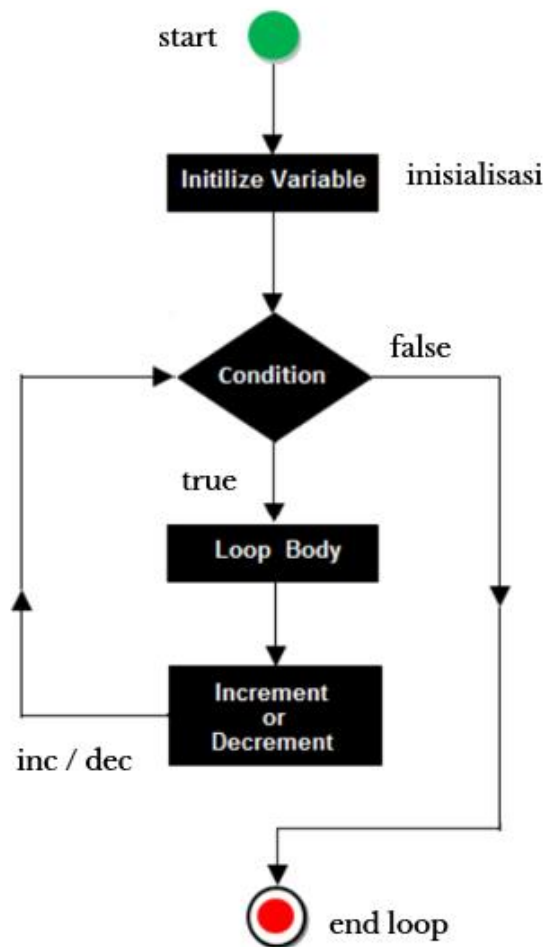 start
Initilize Variable
inisialisasi
Condition
false
true
Loop Body
Increment
or
Decrement
inc / dec
end loop